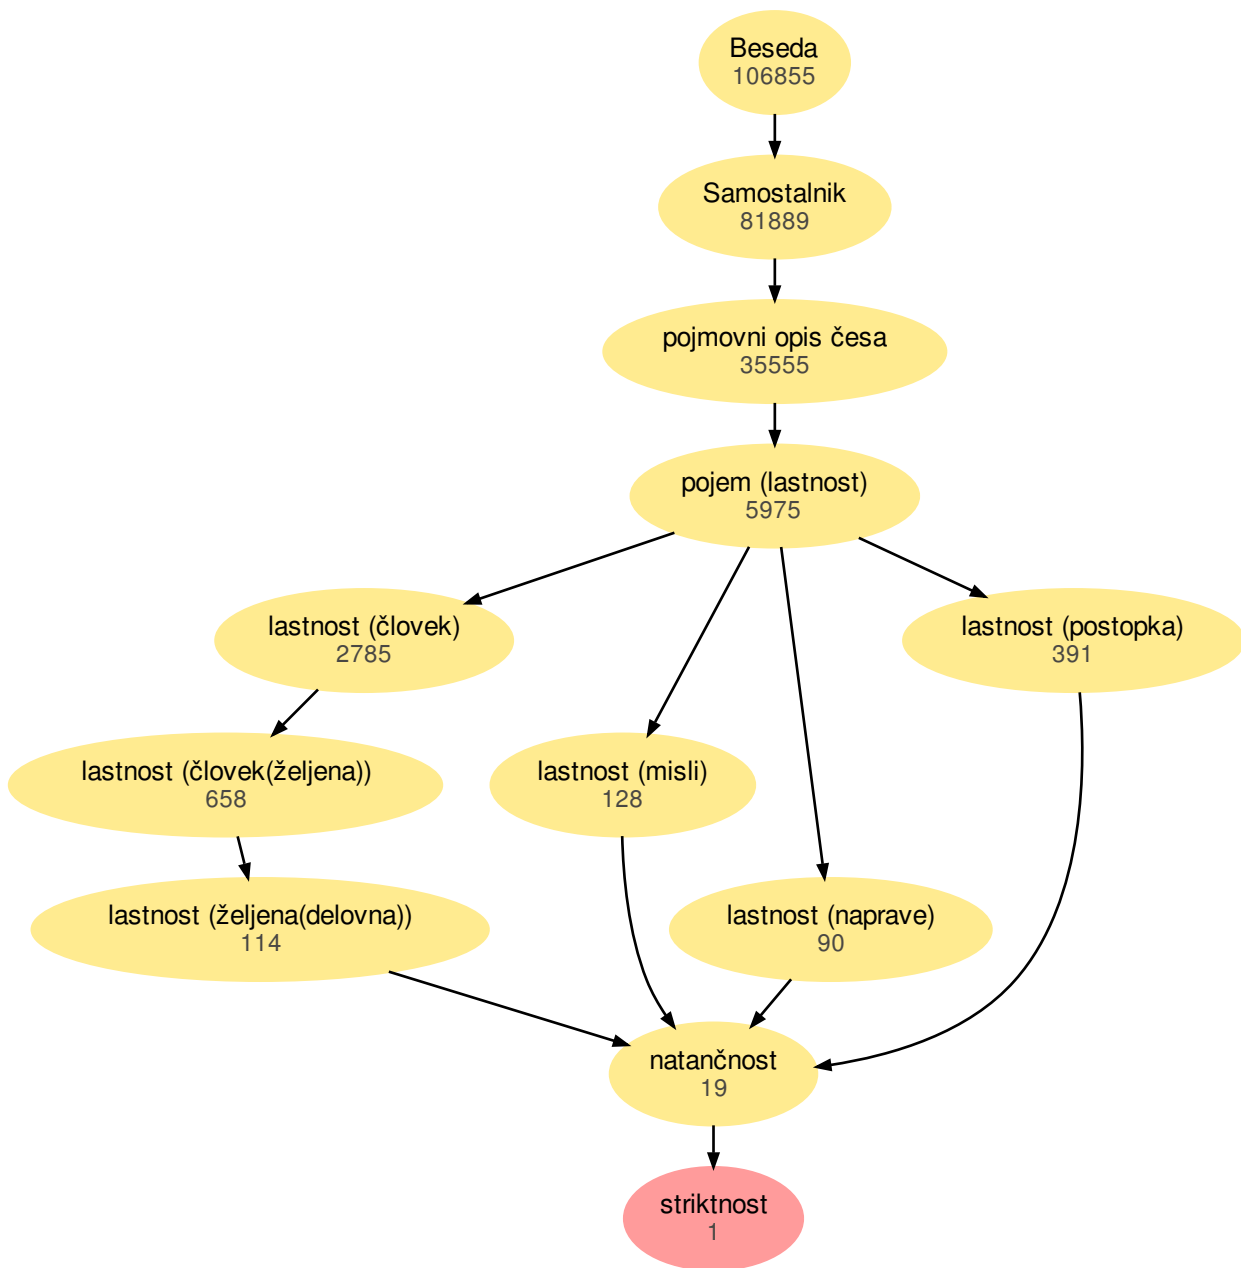 Beseda
106855
Samostalnik
81889
pojmovni opis česa
35555
pojem (lastnost)
5975
lastnost (človek)
2785
lastnost (postopka)
391
lastnost (človek(željena))
658
lastnost (misli)
128
lastnost (željena(delovna))
114
lastnost (naprave)
90
natančnost
19
striktnost
1